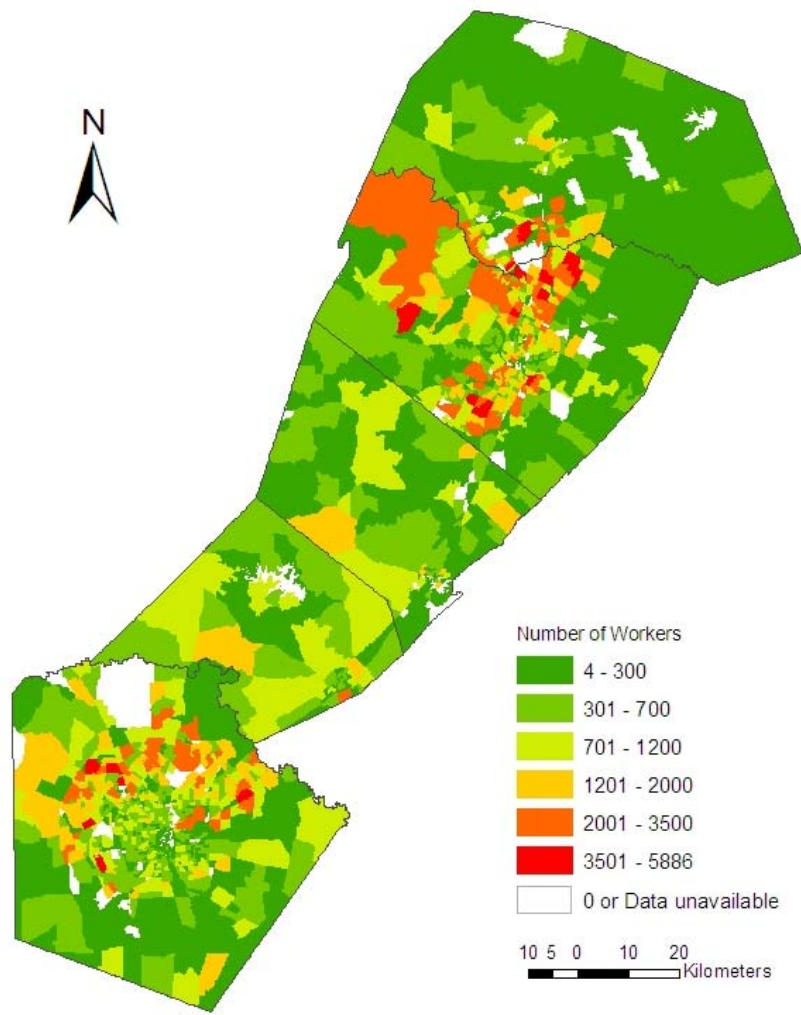 N
Number of Workers
4 - 300
301 - 700
701 - 1200
1201 - 2000
2001 - 3500
3501 - 5886
0 or Data unavailable
10 5 0 10 20
Kilometers